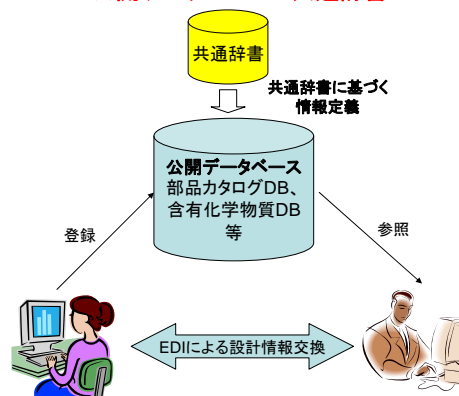 共通辞書
共通辞書に基づく
情報定義
公開データベース
部品カタログDB、
含有化学物質DB
等
登録
参照
EDIによる設計情報交換